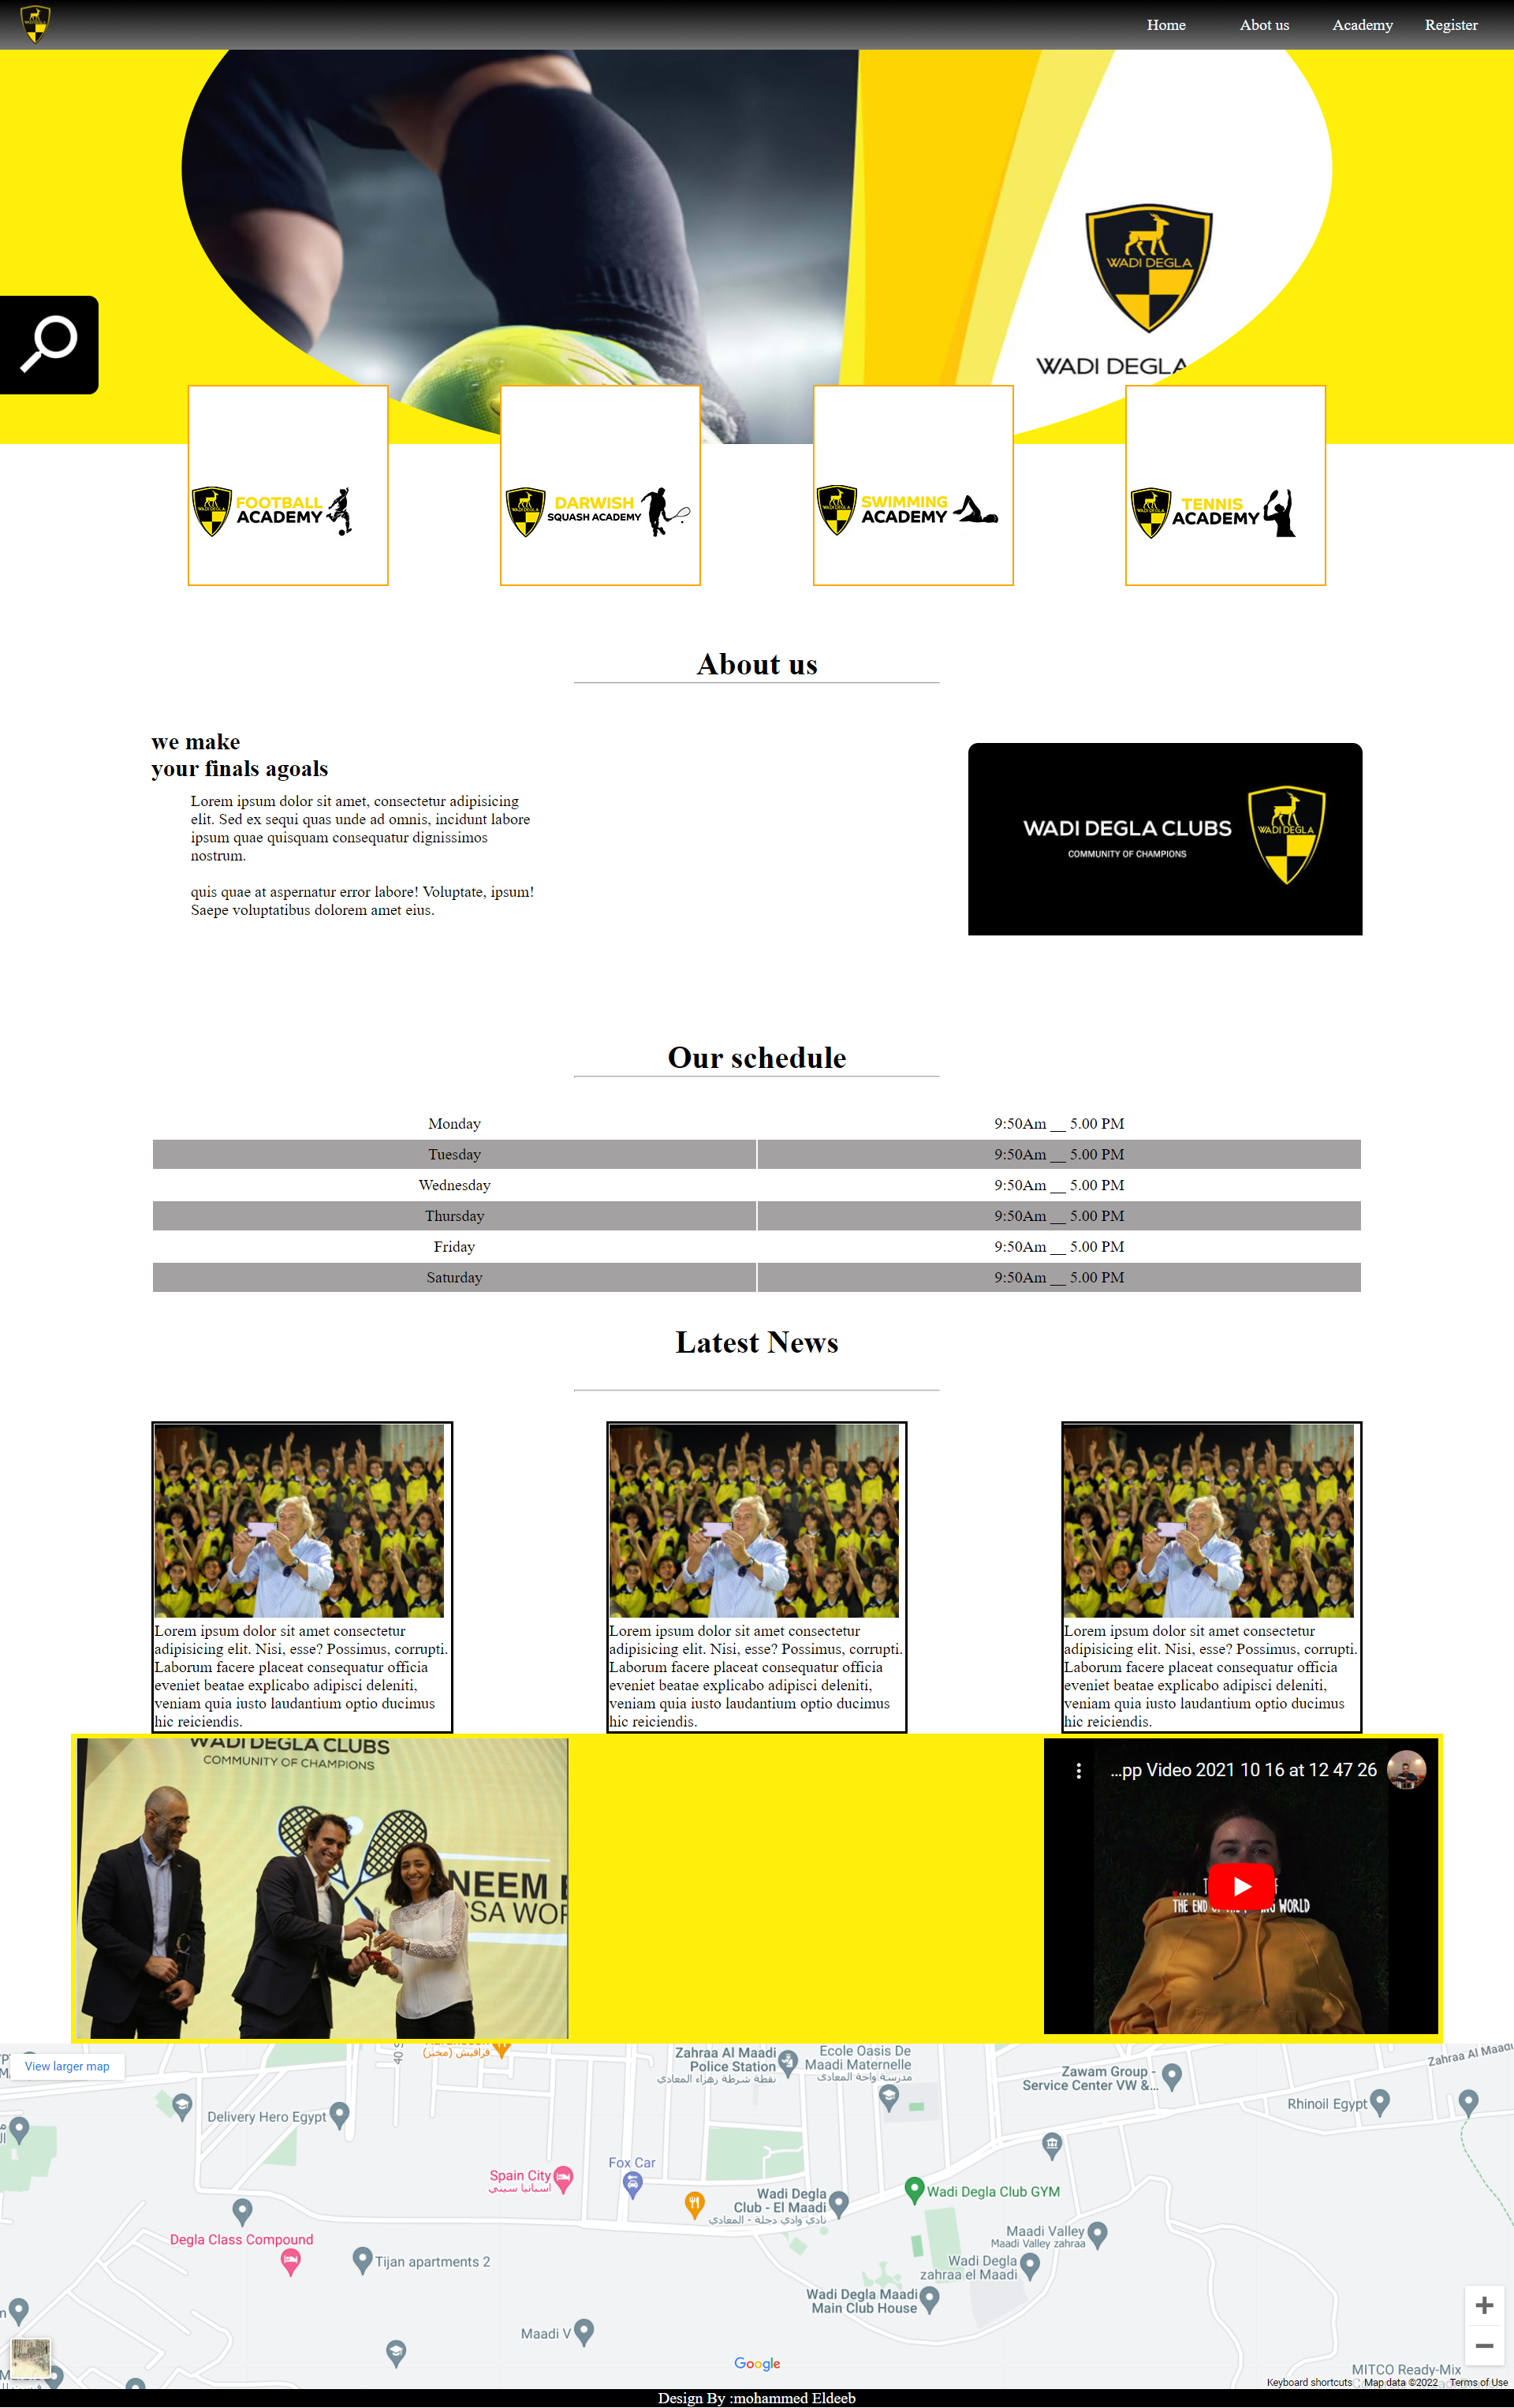 Home
Abot us
Academy
Register
WADI DEGLA
WADI DEGLA
FOOTBALL
ACADEMY
DARWISH
SQUASH ACADEMY
SWIMMING
ACADEMY
TENNIS
ACADEMY
About us
we make
your finals agoals
Lorem ipsum dolor sit amet, consectetur adipisicing
elit. Sed ex sequi quas unde ad omnis, incidunt labore
ipsum quae quisquam consequatur dignissimos
nostrum.
quis quae at aspernatur error labore! Voluptate, ipsum!
Saepe voluptatibus dolorem amet eius.
WADI DEGLA CLUBS
COMMUNITY OF CHAMPIONS
WADI DEGLA
Our schedule
Monday 9:50Am __ 5.00 PM
Tuesday 9:50Am __ 5.00 PM
Wednesday 9:50Am __ 5.00 PM
Thursday 9:50Am __ 5.00 PM
Friday 9:50Am __ 5.00 PM
Saturday 9:50Am __ 5.00 PM
Latest News
Lorem ipsum dolor sit amet consectetur
adipisicing elit. Nisi, esse? Possimus, corrupti.
Laborum facere placeat consequatur officia
eveniet beatae explicabo adipisci deleniti,
veniam quia iusto laudantium optio ducimus
hic reiciendis.
Lorem ipsum dolor sit amet consectetur
adipisicing elit. Nisi, esse? Possimus, corrupti.
Laborum facere placeat consequatur officia
eveniet beatae explicabo adipisci deleniti,
veniam quia iusto laudantium optio ducimus
hic reiciendis.
Lorem ipsum dolor sit amet consectetur
adipisicing elit. Nisi, esse? Possimus, corrupti.
Laborum facere placeat consequatur officia
eveniet beatae explicabo adipisci deleniti,
veniam quia iusto laudantium optio ducimus
hic reiciendis.
WADI DEGLA CLUBS
COMMUNITY OF CHAMPIONS
NEEM
SA WOR
...pp Video 2021 10 16 at 12 47 26
THE END OF THE WORLD
View larger map
قراقيش (مخبز)
40 S
Zahraa Al Maadi
Police Station
نقطة شرطة زهراء المعادي
Ecole Oasis De
Maadi Maternelle
مدرسة واحة المعادى
Zawam Group -
Service Center VW &...
Zahraa Al Maadi
Delivery Hero Egypt
Rhinoil Egypt
Spain City
اسبانيا سيتي
Fox Car
Wadi Degla
Club - El Maadi
نادي وادي دجلة - المعادي
Wadi Degla Club GYM
Degla Class Compound
Tijan apartments 2
Maadi Valley
Maadi Valley zahraa
Wadi Degla
zahraa el Maadi
Wadi Degla Maadi
Main Club House
Maadi V
MITCO Ready-Mix
Google
Keyboard shortcuts
Map data ©2022
Terms of Use
Design By :mohammed Eldeeb